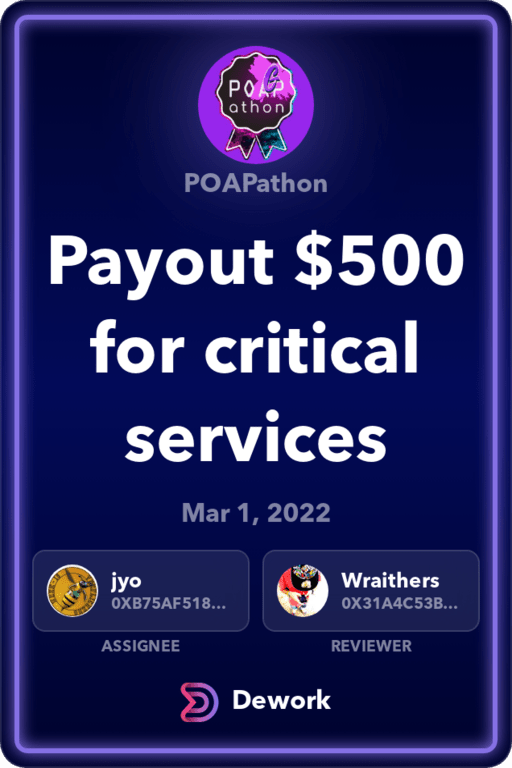 POAP
athon
POAPathon
Payout $500
for critical
services
Mar 1, 2022
jyo
0XB75AF518...
ASSIGNEE
Wraithers
0X31A4C53B...
REVIEWER
Dework